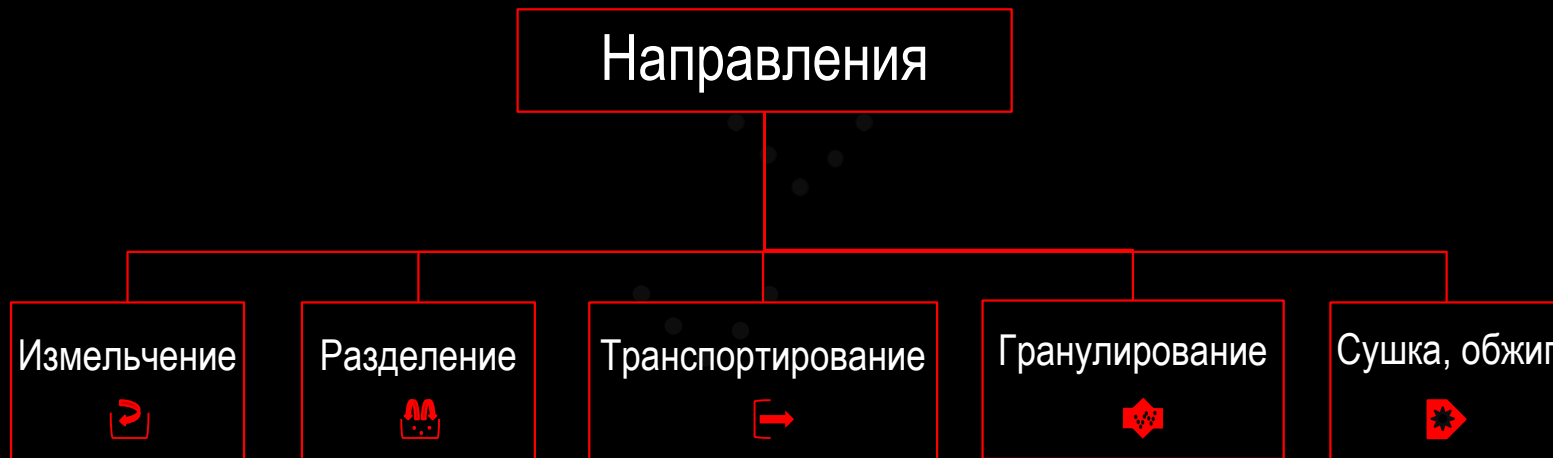 Направления
Измельчение
Разделение
Транспортирование
Гранулирование
Сушка, обжиг